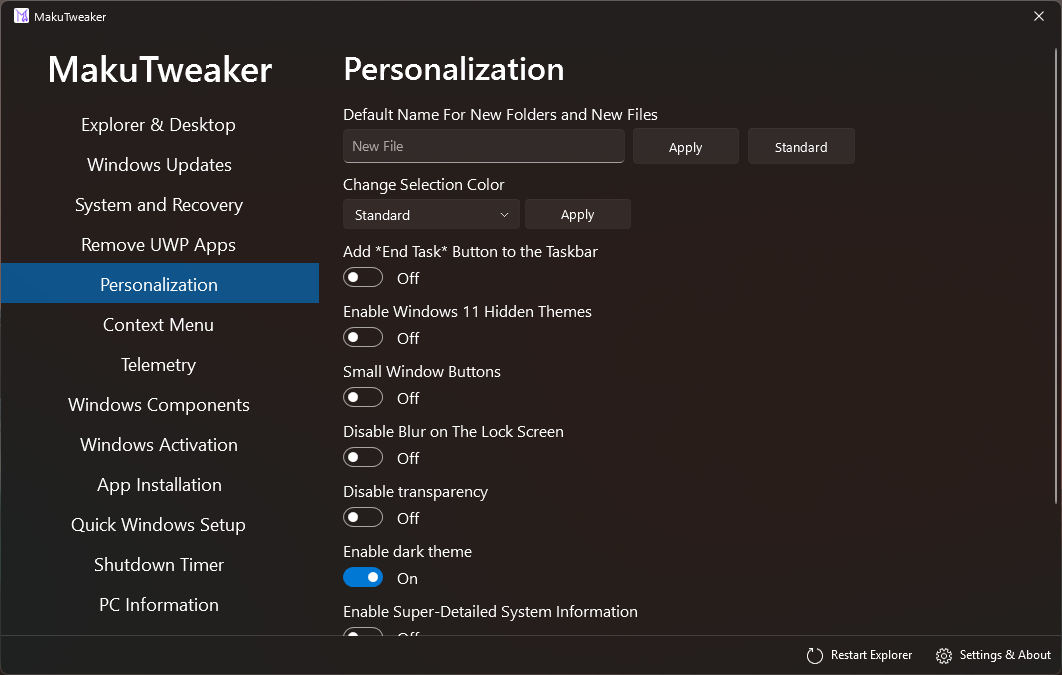 MakuTweaker
MakuTweaker
Explorer & Desktop
Windows Updates
System and Recovery
Remove UWP Apps
Personalization
Context Menu
Telemetry
Windows Components
Windows Activation
App Installation
Quick Windows Setup
Shutdown Timer
PC Information
Personalization
Default Name For New Folders and New Files
New File Apply Standard
Change Selection Color
Standard Apply
Add *End Task* Button to the Taskbar
Off
Enable Windows 11 Hidden Themes
Off
Small Window Buttons
Off
Disable Blur on The Lock Screen
Off
Disable transparency
Off
Enable dark theme
On
Enable Super-Detailed System Information
Off
Restart Explorer Settings & About